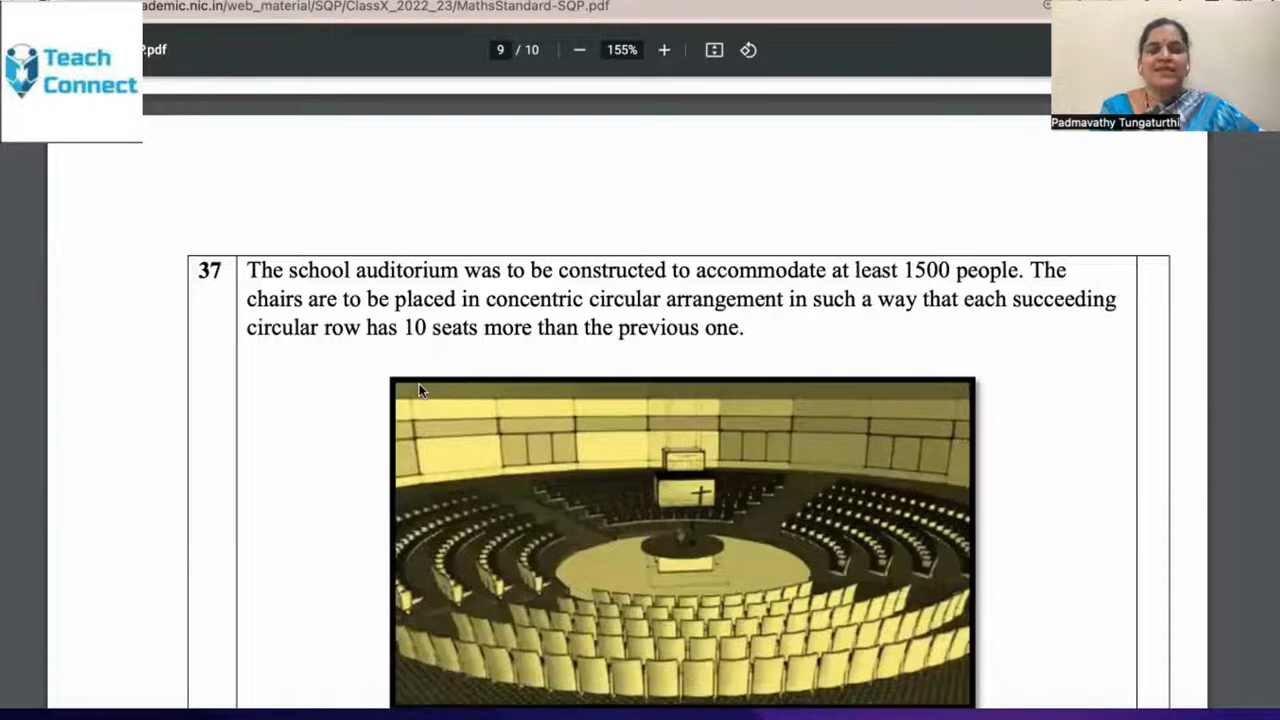 ademic.nic.in/web_material/SQP/ClassX_2022_23/MathsStandard-SQP.pdf
.pdf
9 / 10
155%
Teach
Connect
Padmavathy Tungaturthi
37
The school auditorium was to be constructed to accommodate at least 1500 people. The
chairs are to be placed in concentric circular arrangement in such a way that each succeeding
circular row has 10 seats more than the previous one.